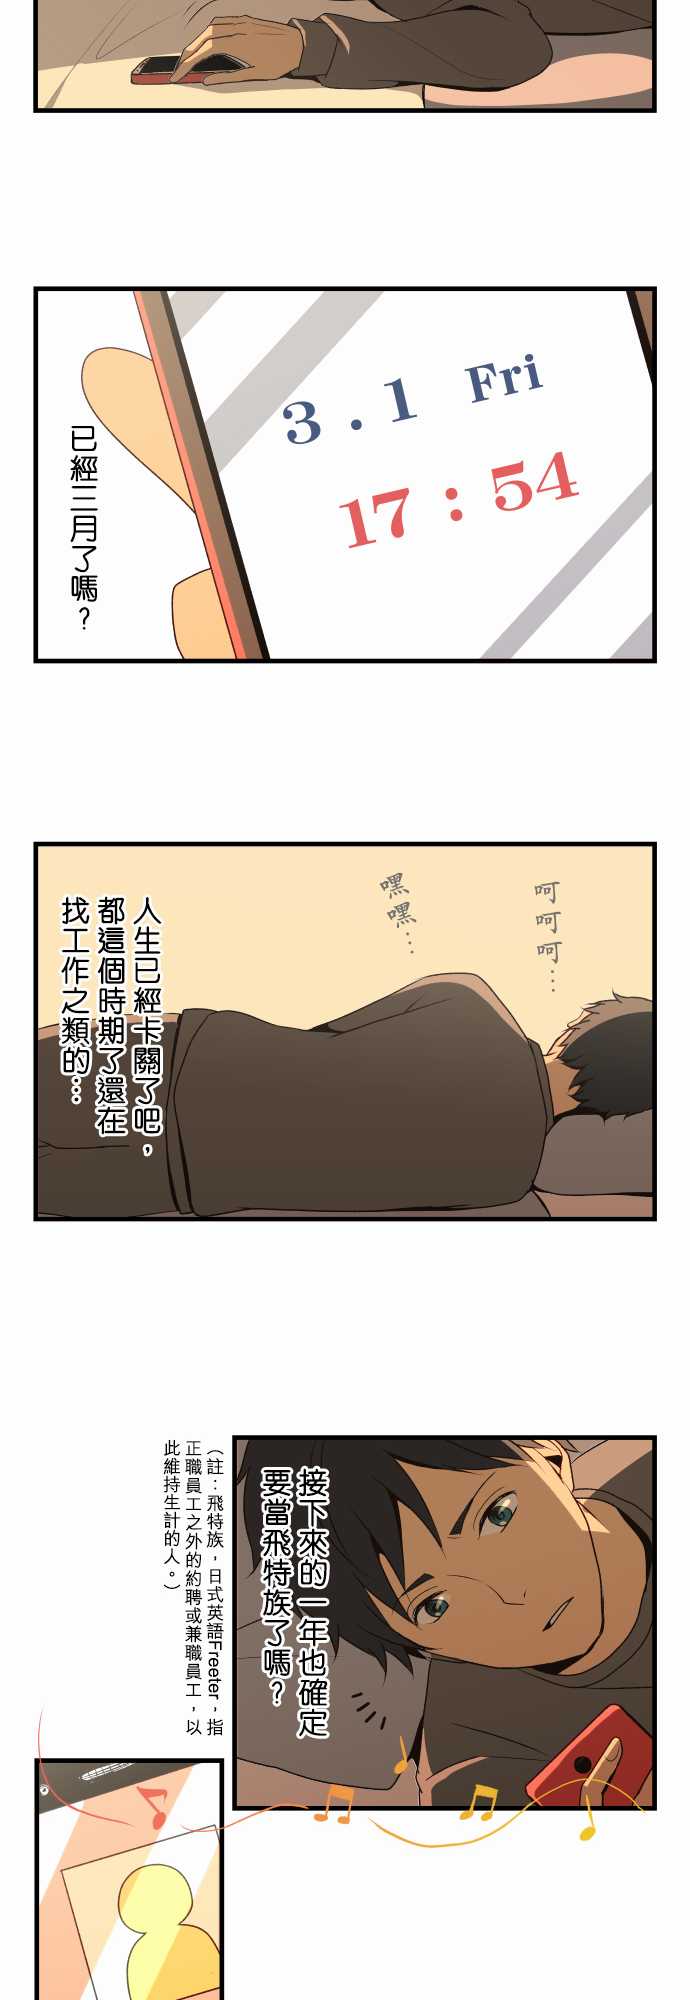 3.1 Fri
17:54
已經三月了嗎？
呵呵呵…
嘿嘿…
人生已經卡關了吧，
都這個時期了還在
找工作之類的…
接下來的一年也確定
要當飛特族了嗎？
（註：飛特族，日式英語Freeter，指
正職員工之外的約聘或兼職員工，以
此維持生計的人。）